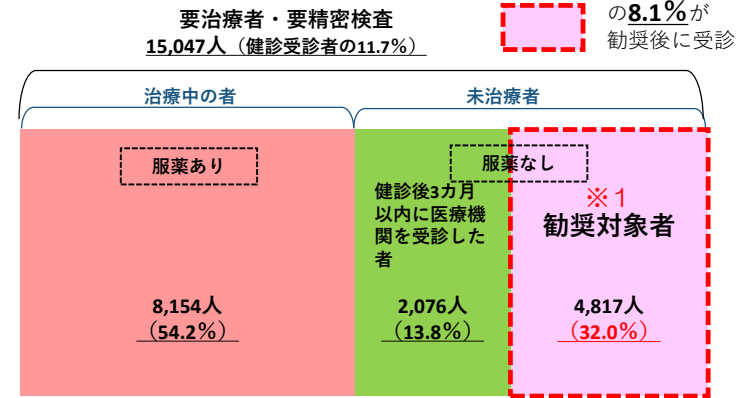 要治療者・要精密検査
15,047人（健診受診者の11.7％）
の8.1％が
勧奨後に受診
治療中の者
未治療者
服薬あり
服薬なし
健診後3カ月
以内に医療機
関を受診した
者
※１
勧奨対象者
8,154人
（54.2％）
2,076人
（13.8％）
4,817人
（32.0％）